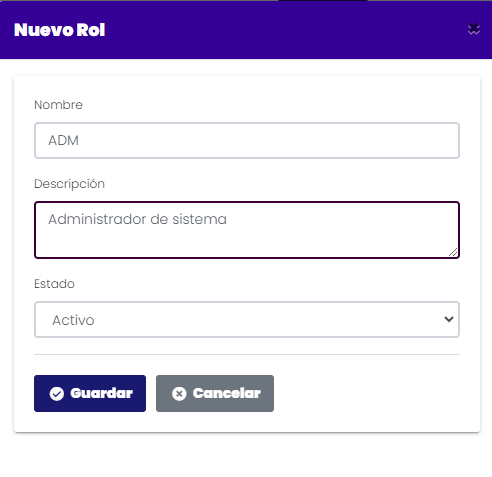 Nuevo Rol
Nombre
ADM
Descripción
Administrador de sistema
Estado
Activo
Guardar
Cancelar